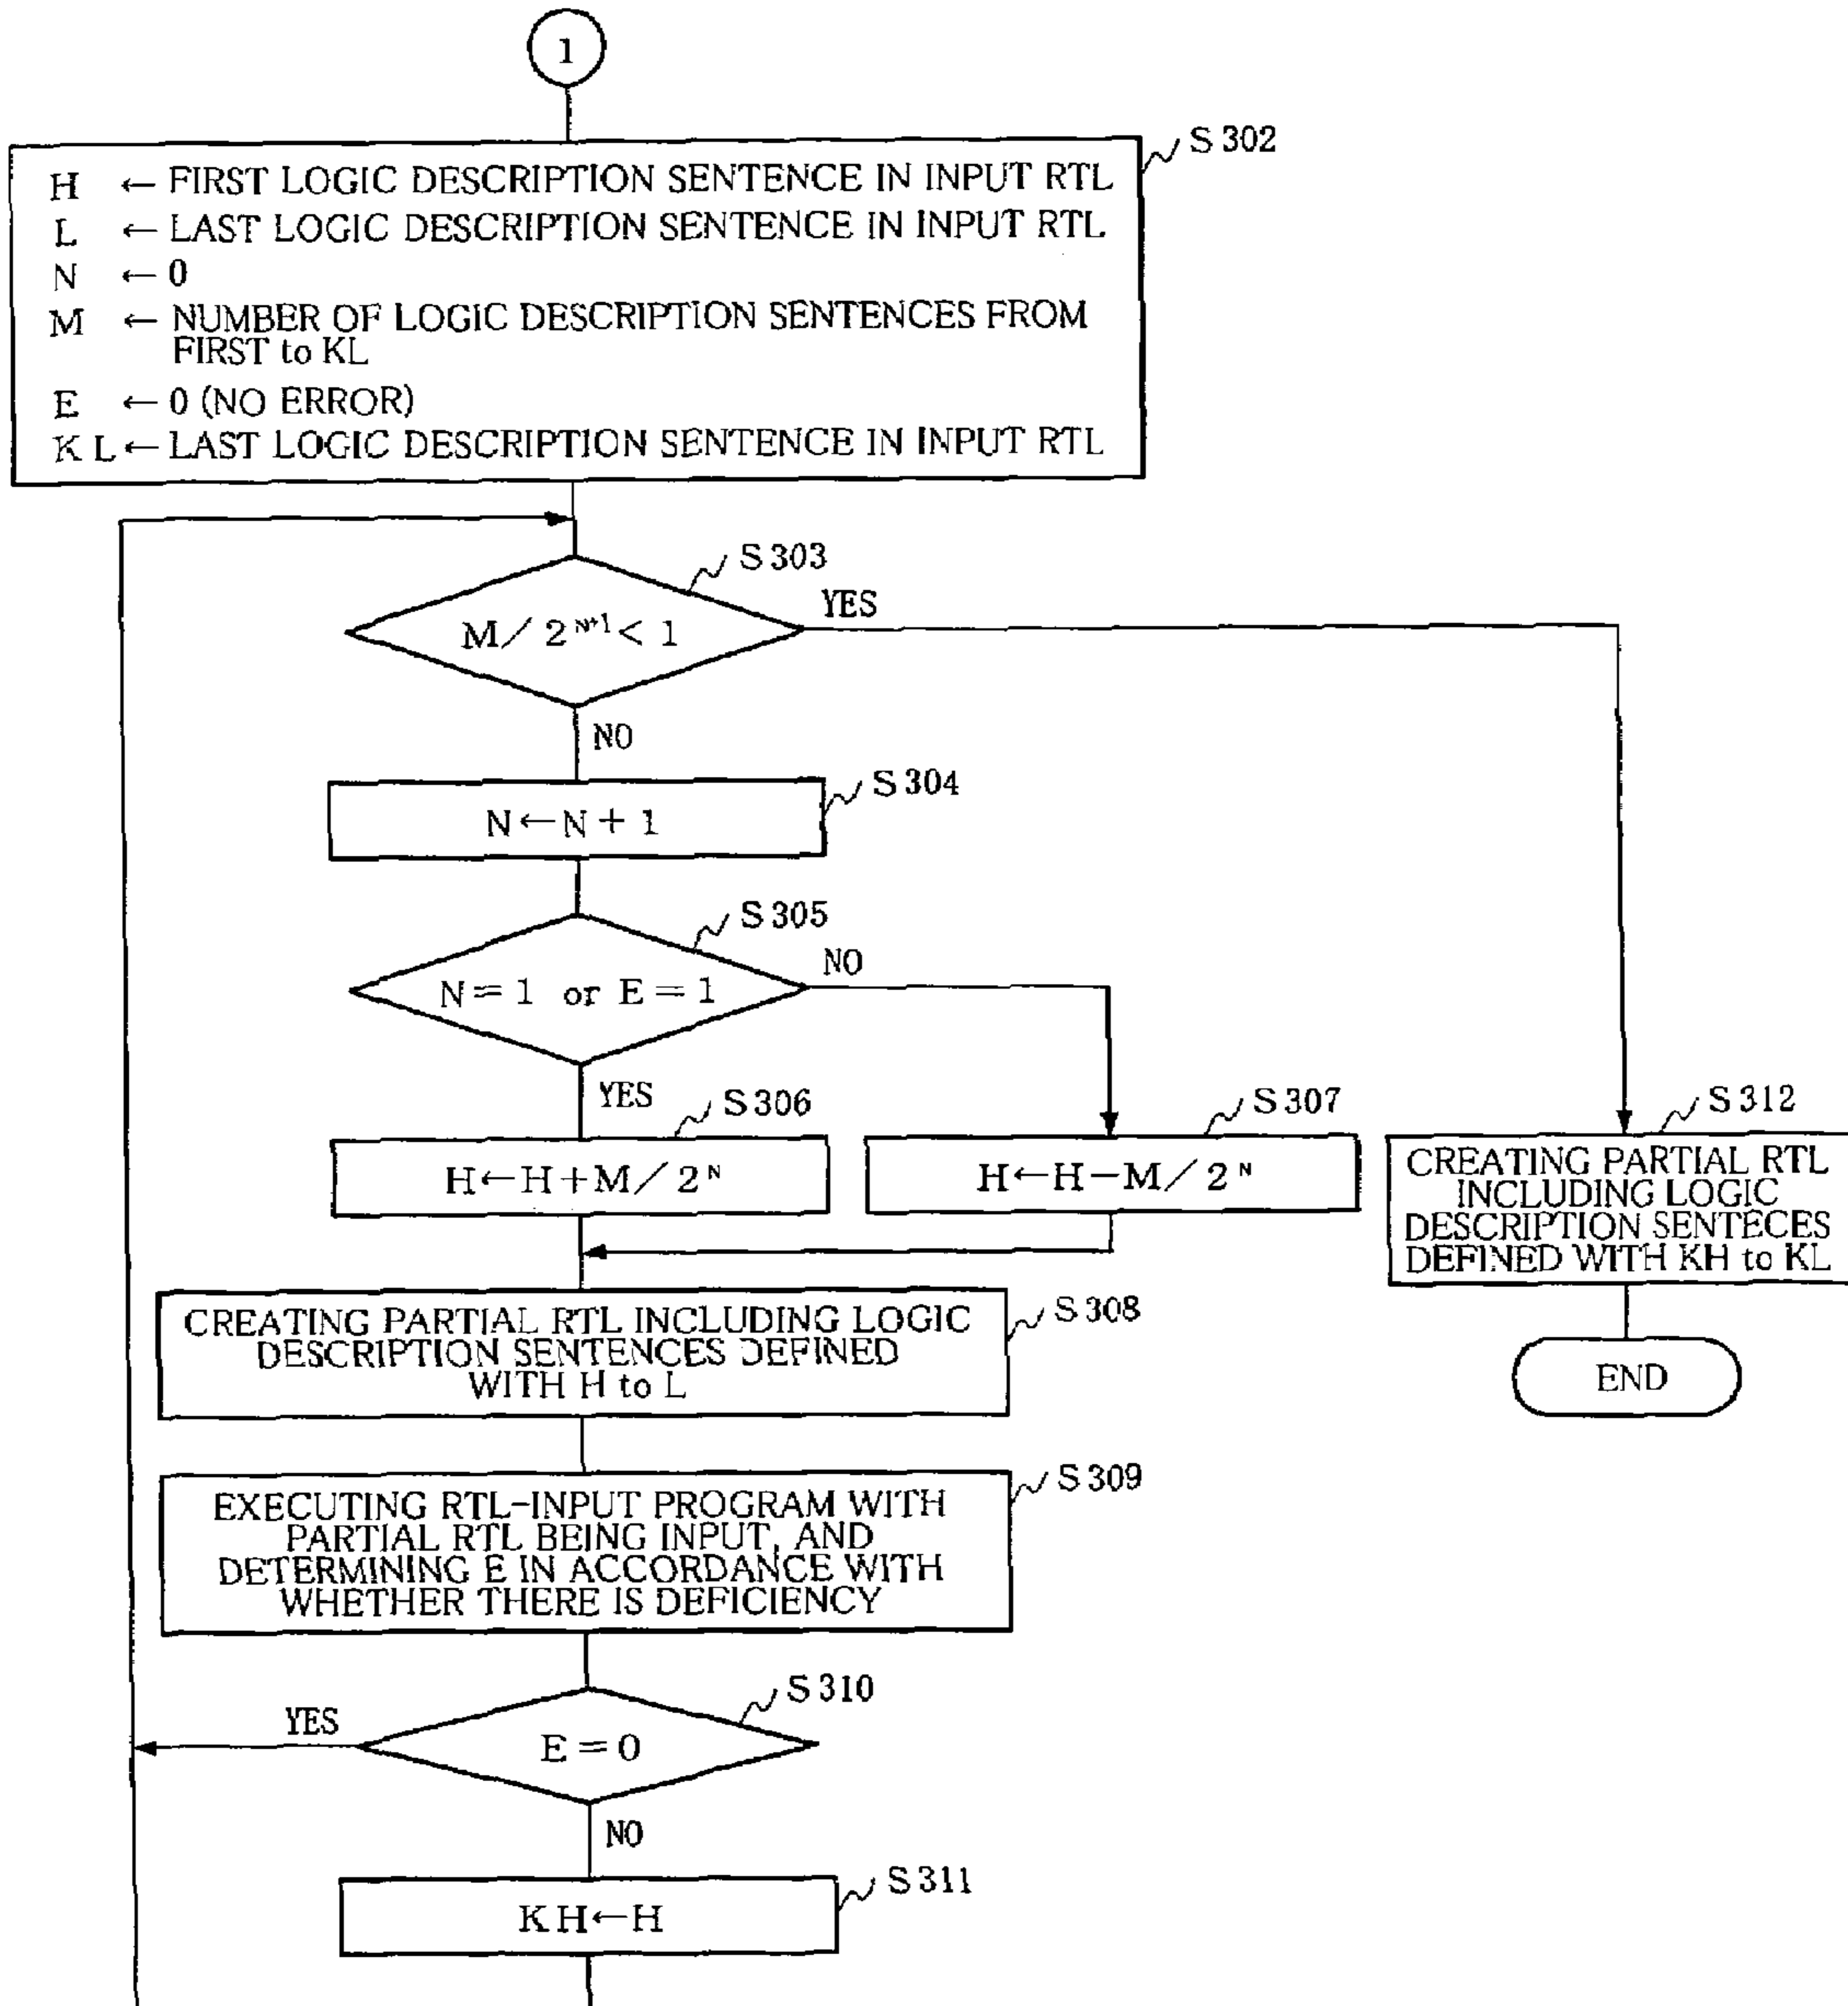 1
S302
H ← FIRST LOGIC DESCRIPTION SENTENCE IN INPUT RTL
L ← LAST LOGIC DESCRIPTION SENTENCE IN INPUT RTL
N ← 0
M ← NUMBER OF LOGIC DESCRIPTION SENTENCES FROM
FIRST to KL
E ← 0 (NO ERROR)
KL ← LAST LOGIC DESCRIPTION SENTENCE IN INPUT RTL
S303
M/2^{N+1} < 1
YES
NO
S304
N←N+1
S305
N=1 or E=1
NO
YES
S306
H←H+M/2^N
S307
H←H−M/2^N
S312
CREATING PARTIAL RTL
INCLUDING LOGIC
DESCRIPTION SENTECES
DEFINED WITH KH to KL
END
S308
CREATING PARTIAL RTL INCLUDING LOGIC
DESCRIPTION SENTENCES DEFINED
WITH H to L
S309
EXECUTING RTL-INPUT PROGRAM WITH
PARTIAL RTL BEING INPUT, AND
DETERMINING E IN ACCORDANCE WITH
WHETHER THERE IS DEFICIENCY
S310
E=0
YES
NO
S311
KH←H